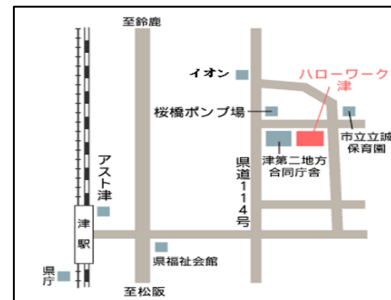 至鈴鹿
イオン
ハローワーク
津
桜橋ポンプ場
市立立誠
保育園
津第二地方
合同庁舎
県道114号
アスト津
津駅
県福祉会館
県庁
至松阪